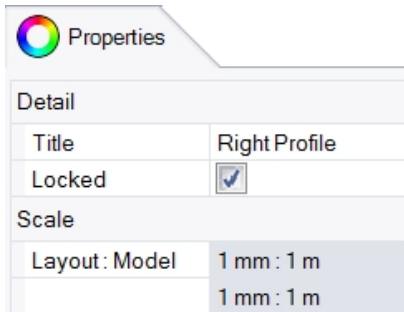 Properties
Detail
Title Right Profile
Locked
Scale
Layout : Model 1 mm : 1 m
1 mm : 1 m